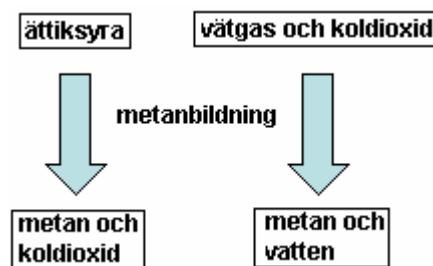 ättiksyra
vätgas och koldioxid
metanbildning
metan och
koldioxid
metan och
vatten